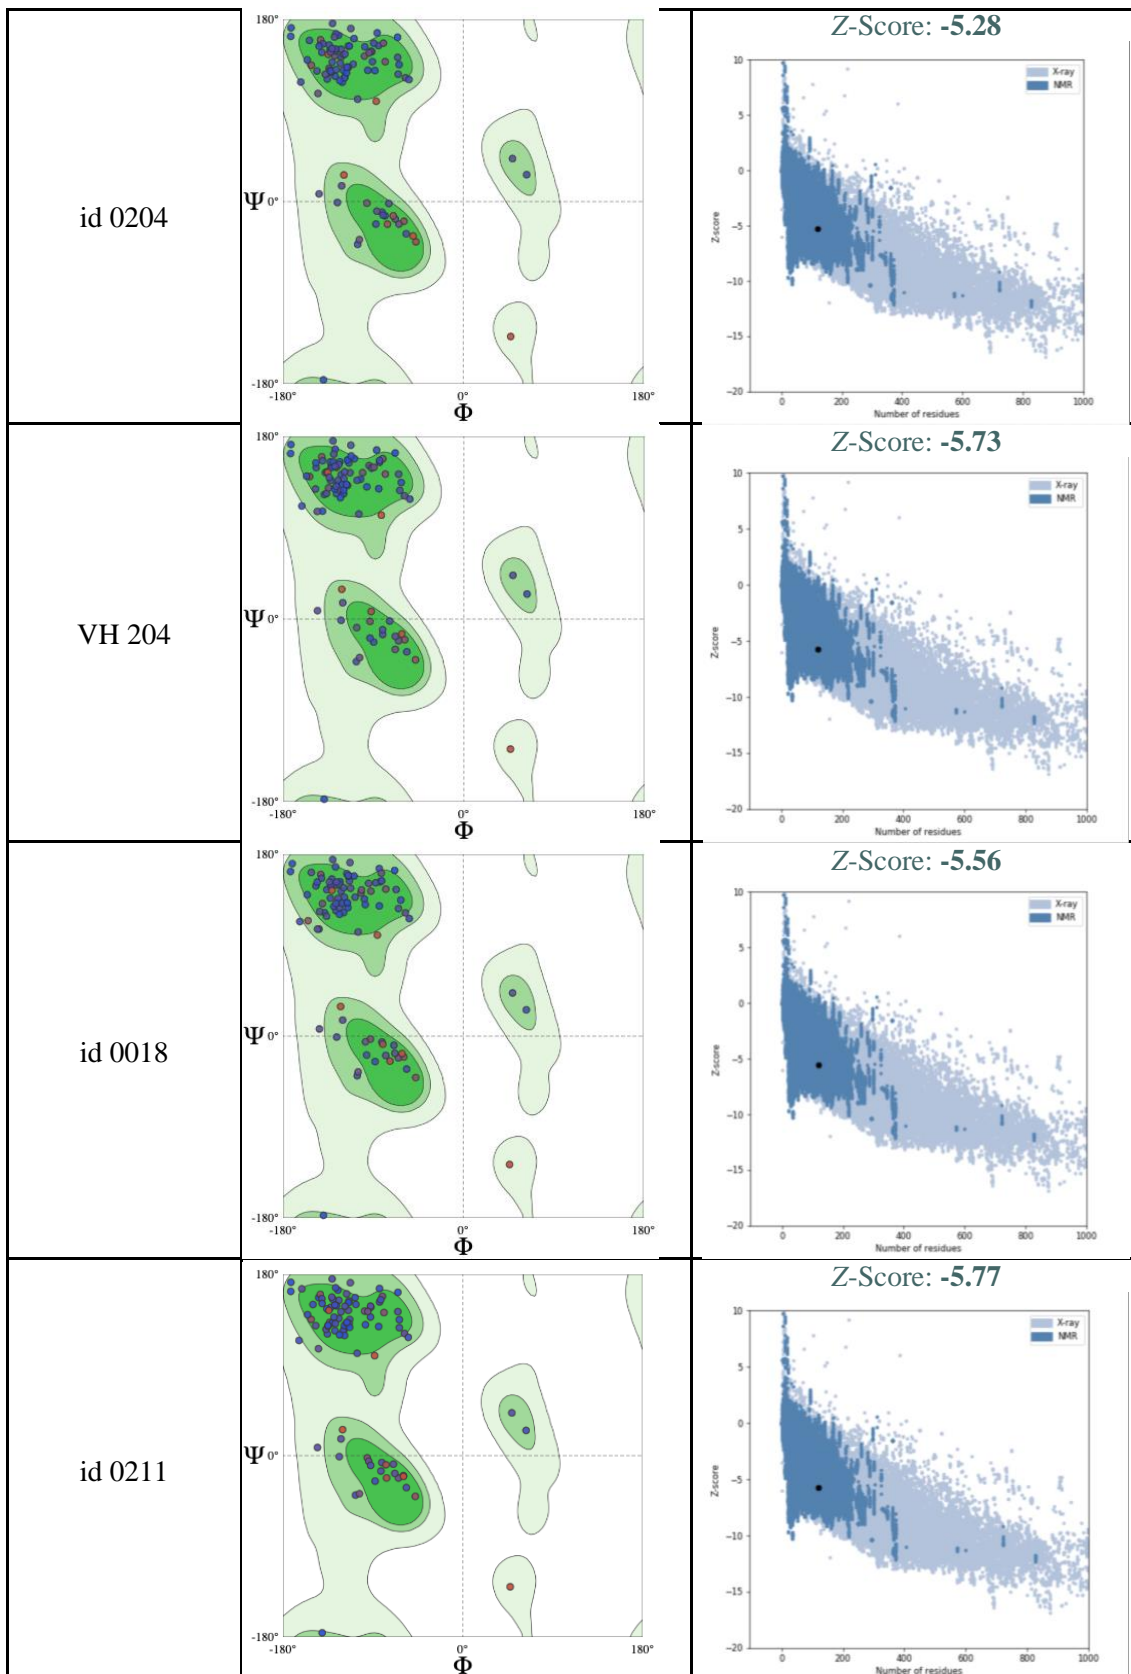 id 0204
180°
Ψ
0°
-180°
-180°
0°
180°
Φ
Z-Score: -5.28
X-ray
NMR
10
5
0
−5
−10
−15
−20
Z-score
0
200
400
600
800
1000
Number of residues
VH 204
180°
Ψ
0°
-180°
-180°
0°
180°
Φ
Z-Score: -5.73
X-ray
NMR
10
5
0
−5
−10
−15
−20
Z-score
0
200
400
600
800
1000
Number of residues
id 0018
180°
Ψ
0°
-180°
-180°
0°
180°
Φ
Z-Score: -5.56
X-ray
NMR
10
5
0
−5
−10
−15
−20
Z-score
0
200
400
600
800
1000
Number of residues
id 0211
180°
Ψ
0°
-180°
-180°
0°
180°
Φ
Z-Score: -5.77
X-ray
NMR
10
5
0
−5
−10
−15
−20
Z-score
0
200
400
600
800
1000
Number of residues